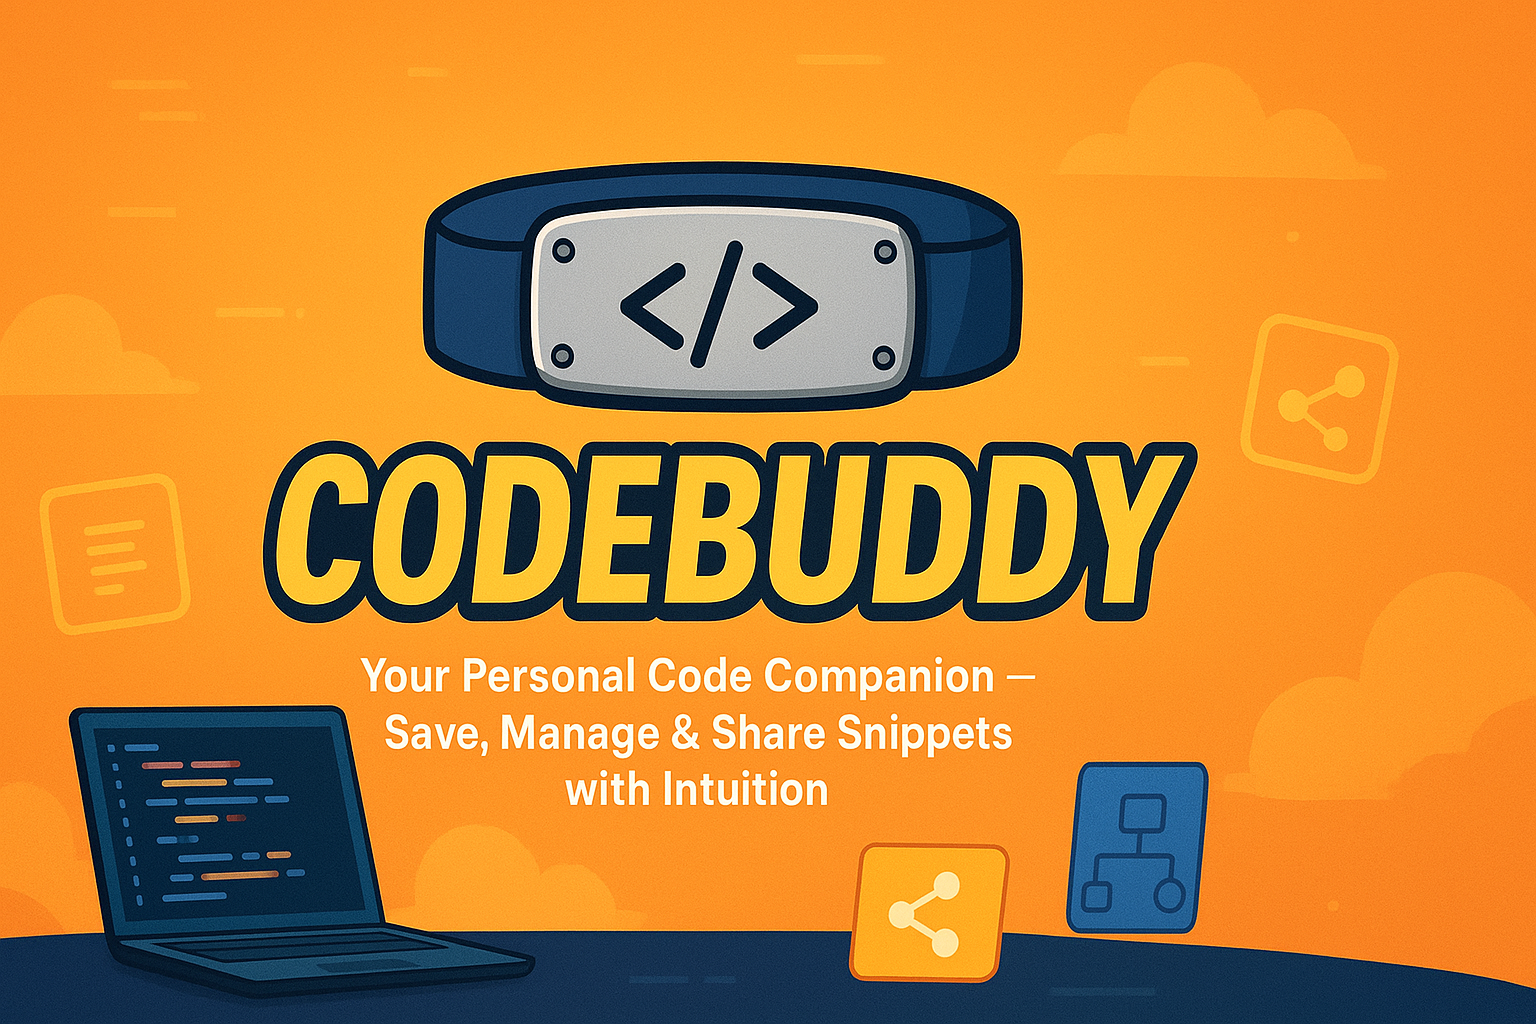 </>
CODEBUDDY
Your Personal Code Companion —
Save, Manage & Share Snippets
with Intuition